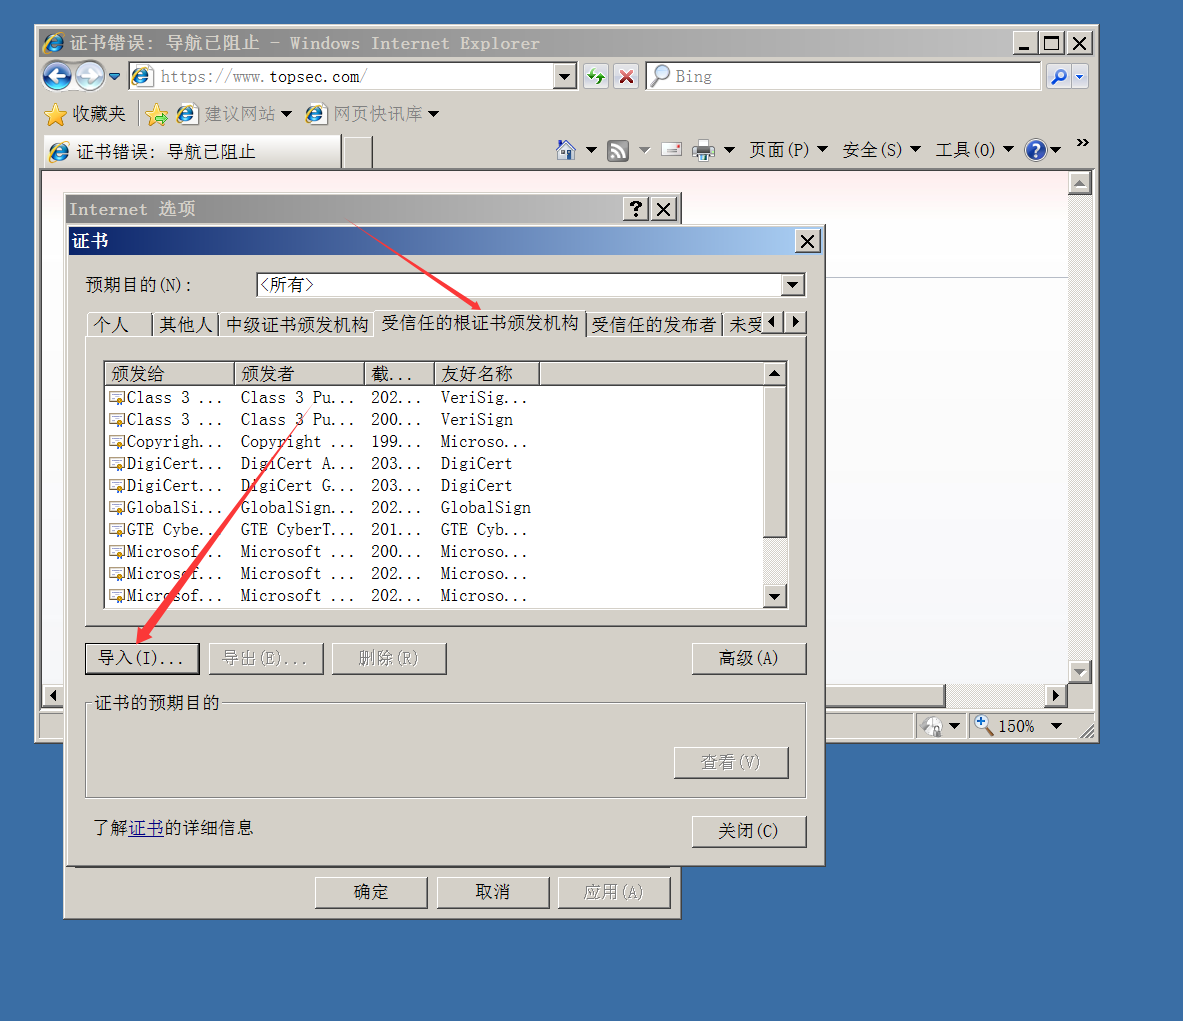 证书错误: 导航已阻止 - Windows Internet Explorer
https://www.topsec.com/
Bing
收藏夹 建议网站 网页快讯库
证书错误: 导航已阻止
页面(P) 安全(S) 工具(O)
Internet 选项
证书
预期目的(N): <所有>
个人 其他人 中级证书颁发机构 受信任的根证书颁发机构 受信任的发布者 未受
颁发给 颁发者 截... 友好名称
Class 3 ... Class 3 Pu... 202... VeriSig...
Class 3 ... Class 3 Pu... 200... VeriSign
Copyrigh... Copyright ... 199... Microso...
DigiCert... DigiCert A... 203... DigiCert
DigiCert... DigiCert G... 203... DigiCert
GlobalSi... GlobalSign... 202... GlobalSign
GTE Cybe... GTE CyberT... 201... GTE Cyb...
Microsof... Microsoft ... 200... Microso...
Microsof... Microsoft ... 202... Microso...
Microsof... Microsoft ... 202... Microso...
导入(I)... 导出(E)... 删除(R) 高级(A)
证书的预期目的
150%
查看(V)
了解证书的详细信息
关闭(C)
确定 取消 应用(A)